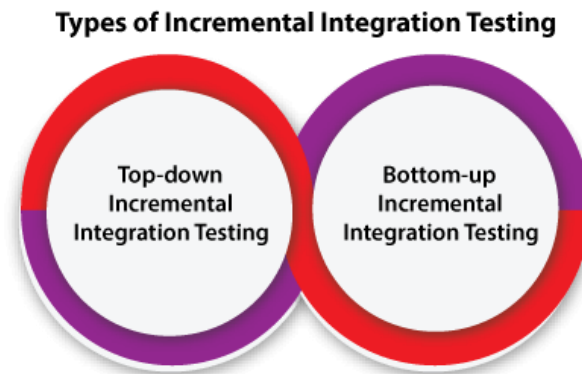 Types of Incremental Integration Testing
Top-down
Incremental
Integration Testing
Bottom-up
Incremental
Integration Testing